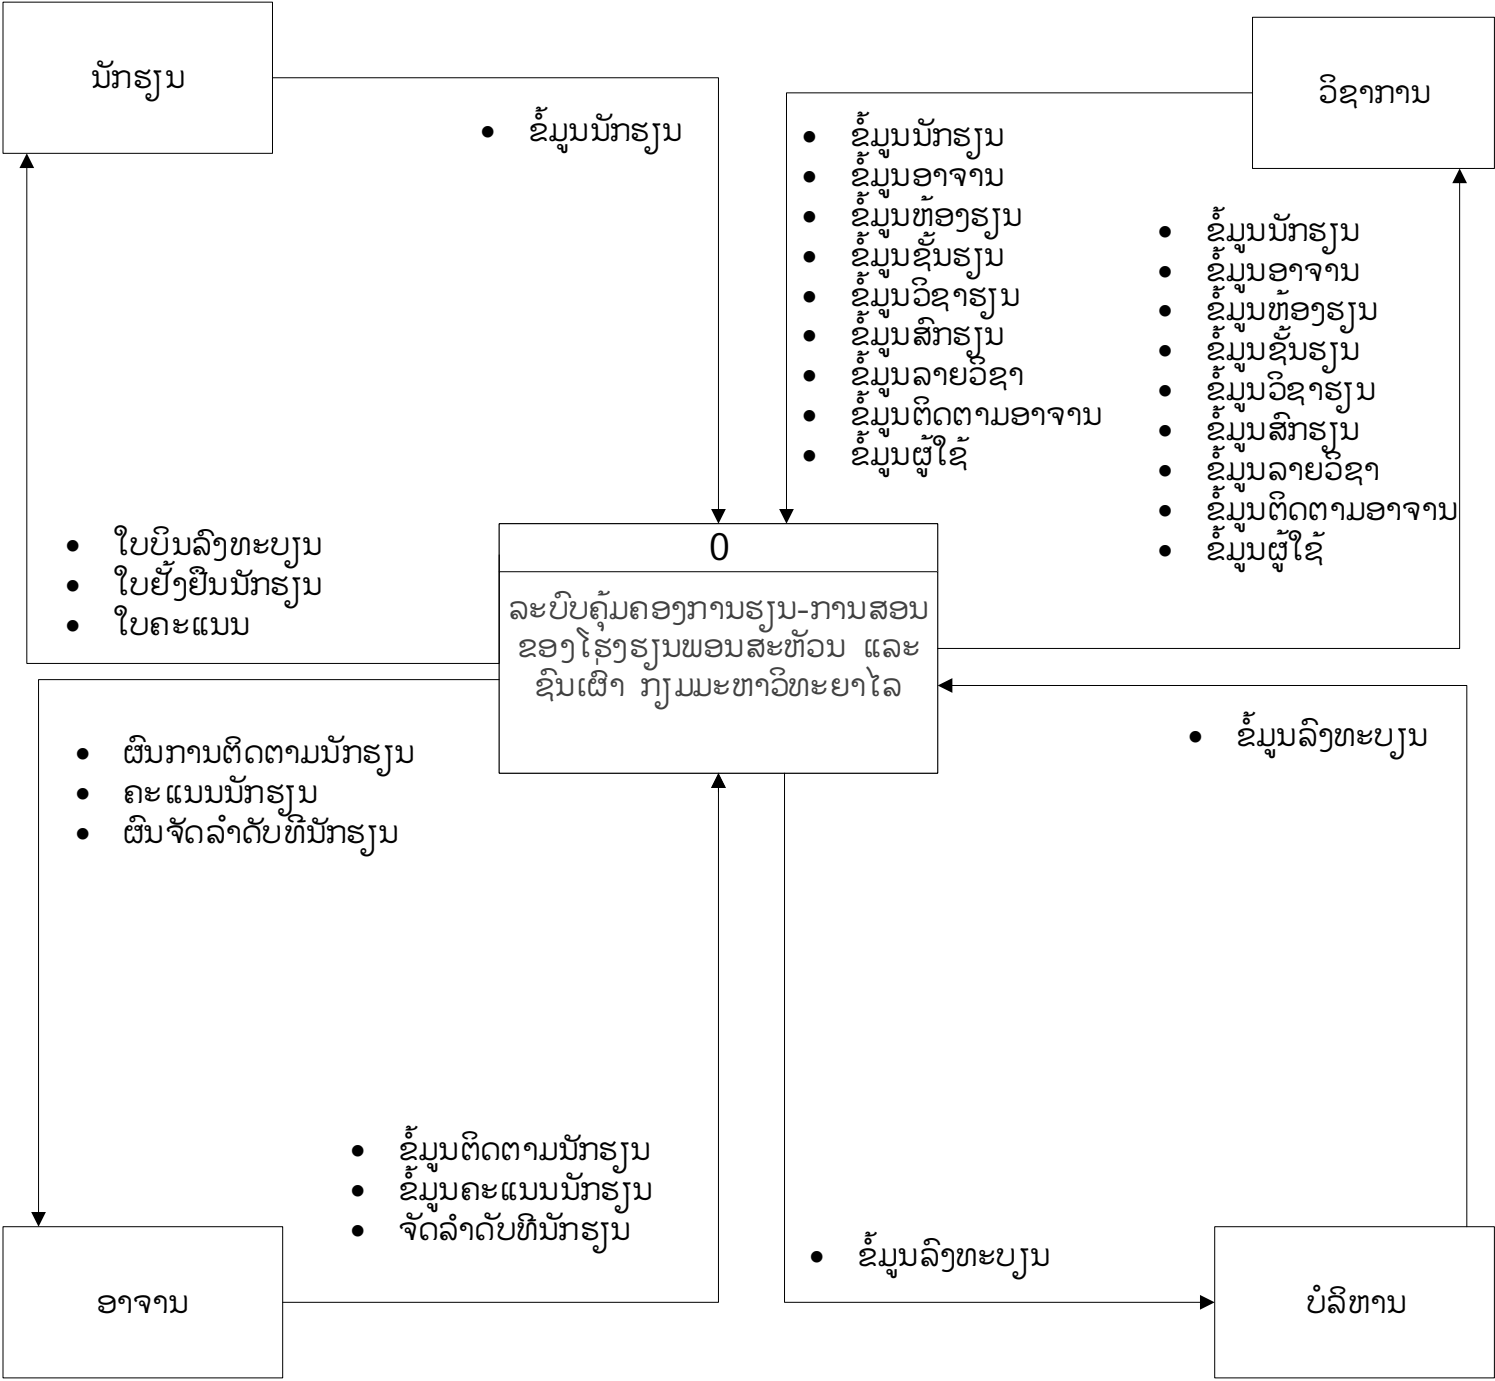 ນັກຮຽນ
ວິຊາການ
• ຂໍ້ມູນນັກຮຽນ
• ຂໍ້ມູນນັກຮຽນ
• ຂໍ້ມູນອາຈານ
• ຂໍ້ມູນຫ້ອງຮຽນ
• ຂໍ້ມູນຊັ້ນຮຽນ
• ຂໍ້ມູນວິຊາຮຽນ
• ຂໍ້ມູນສົກຮຽນ
• ຂໍ້ມູນລາຍວິຊາ
• ຂໍ້ມູນຕິດຕາມອາຈານ
• ຂໍ້ມູນຜູ້ໃຊ້
• ຂໍ້ມູນນັກຮຽນ
• ຂໍ້ມູນອາຈານ
• ຂໍ້ມູນຫ້ອງຮຽນ
• ຂໍ້ມູນຊັ້ນຮຽນ
• ຂໍ້ມູນວິຊາຮຽນ
• ຂໍ້ມູນສົກຮຽນ
• ຂໍ້ມູນລາຍວິຊາ
• ຂໍ້ມູນຕິດຕາມອາຈານ
• ຂໍ້ມູນຜູ້ໃຊ້
• ໃບບິນລົງທະບຽນ
• ໃບຢັ້ງຢືນນັກຮຽນ
• ໃບຄະແນນ
0
ລະບົບຄຸ້ມຄອງການຮຽນ-ການສອນ
ຂອງໂຮງຮຽນພອນສະຫັວນ ແລະ
ຊົນເຜົ່າ ກຽມມະຫາວິທະຍາໄລ
• ຂໍ້ມູນລົງທະບຽນ
• ຜົນການຕິດຕາມນັກຮຽນ
• ຄະແນນນັກຮຽນ
• ຜົນຈັດລຳດັບທີນັກຮຽນ
• ຂໍ້ມູນຕິດຕາມນັກຮຽນ
• ຂໍ້ມູນຄະແນນນັກຮຽນ
• ຈັດລຳດັບທີນັກຮຽນ
• ຂໍ້ມູນລົງທະບຽນ
ອາຈານ
ບໍລິຫານ